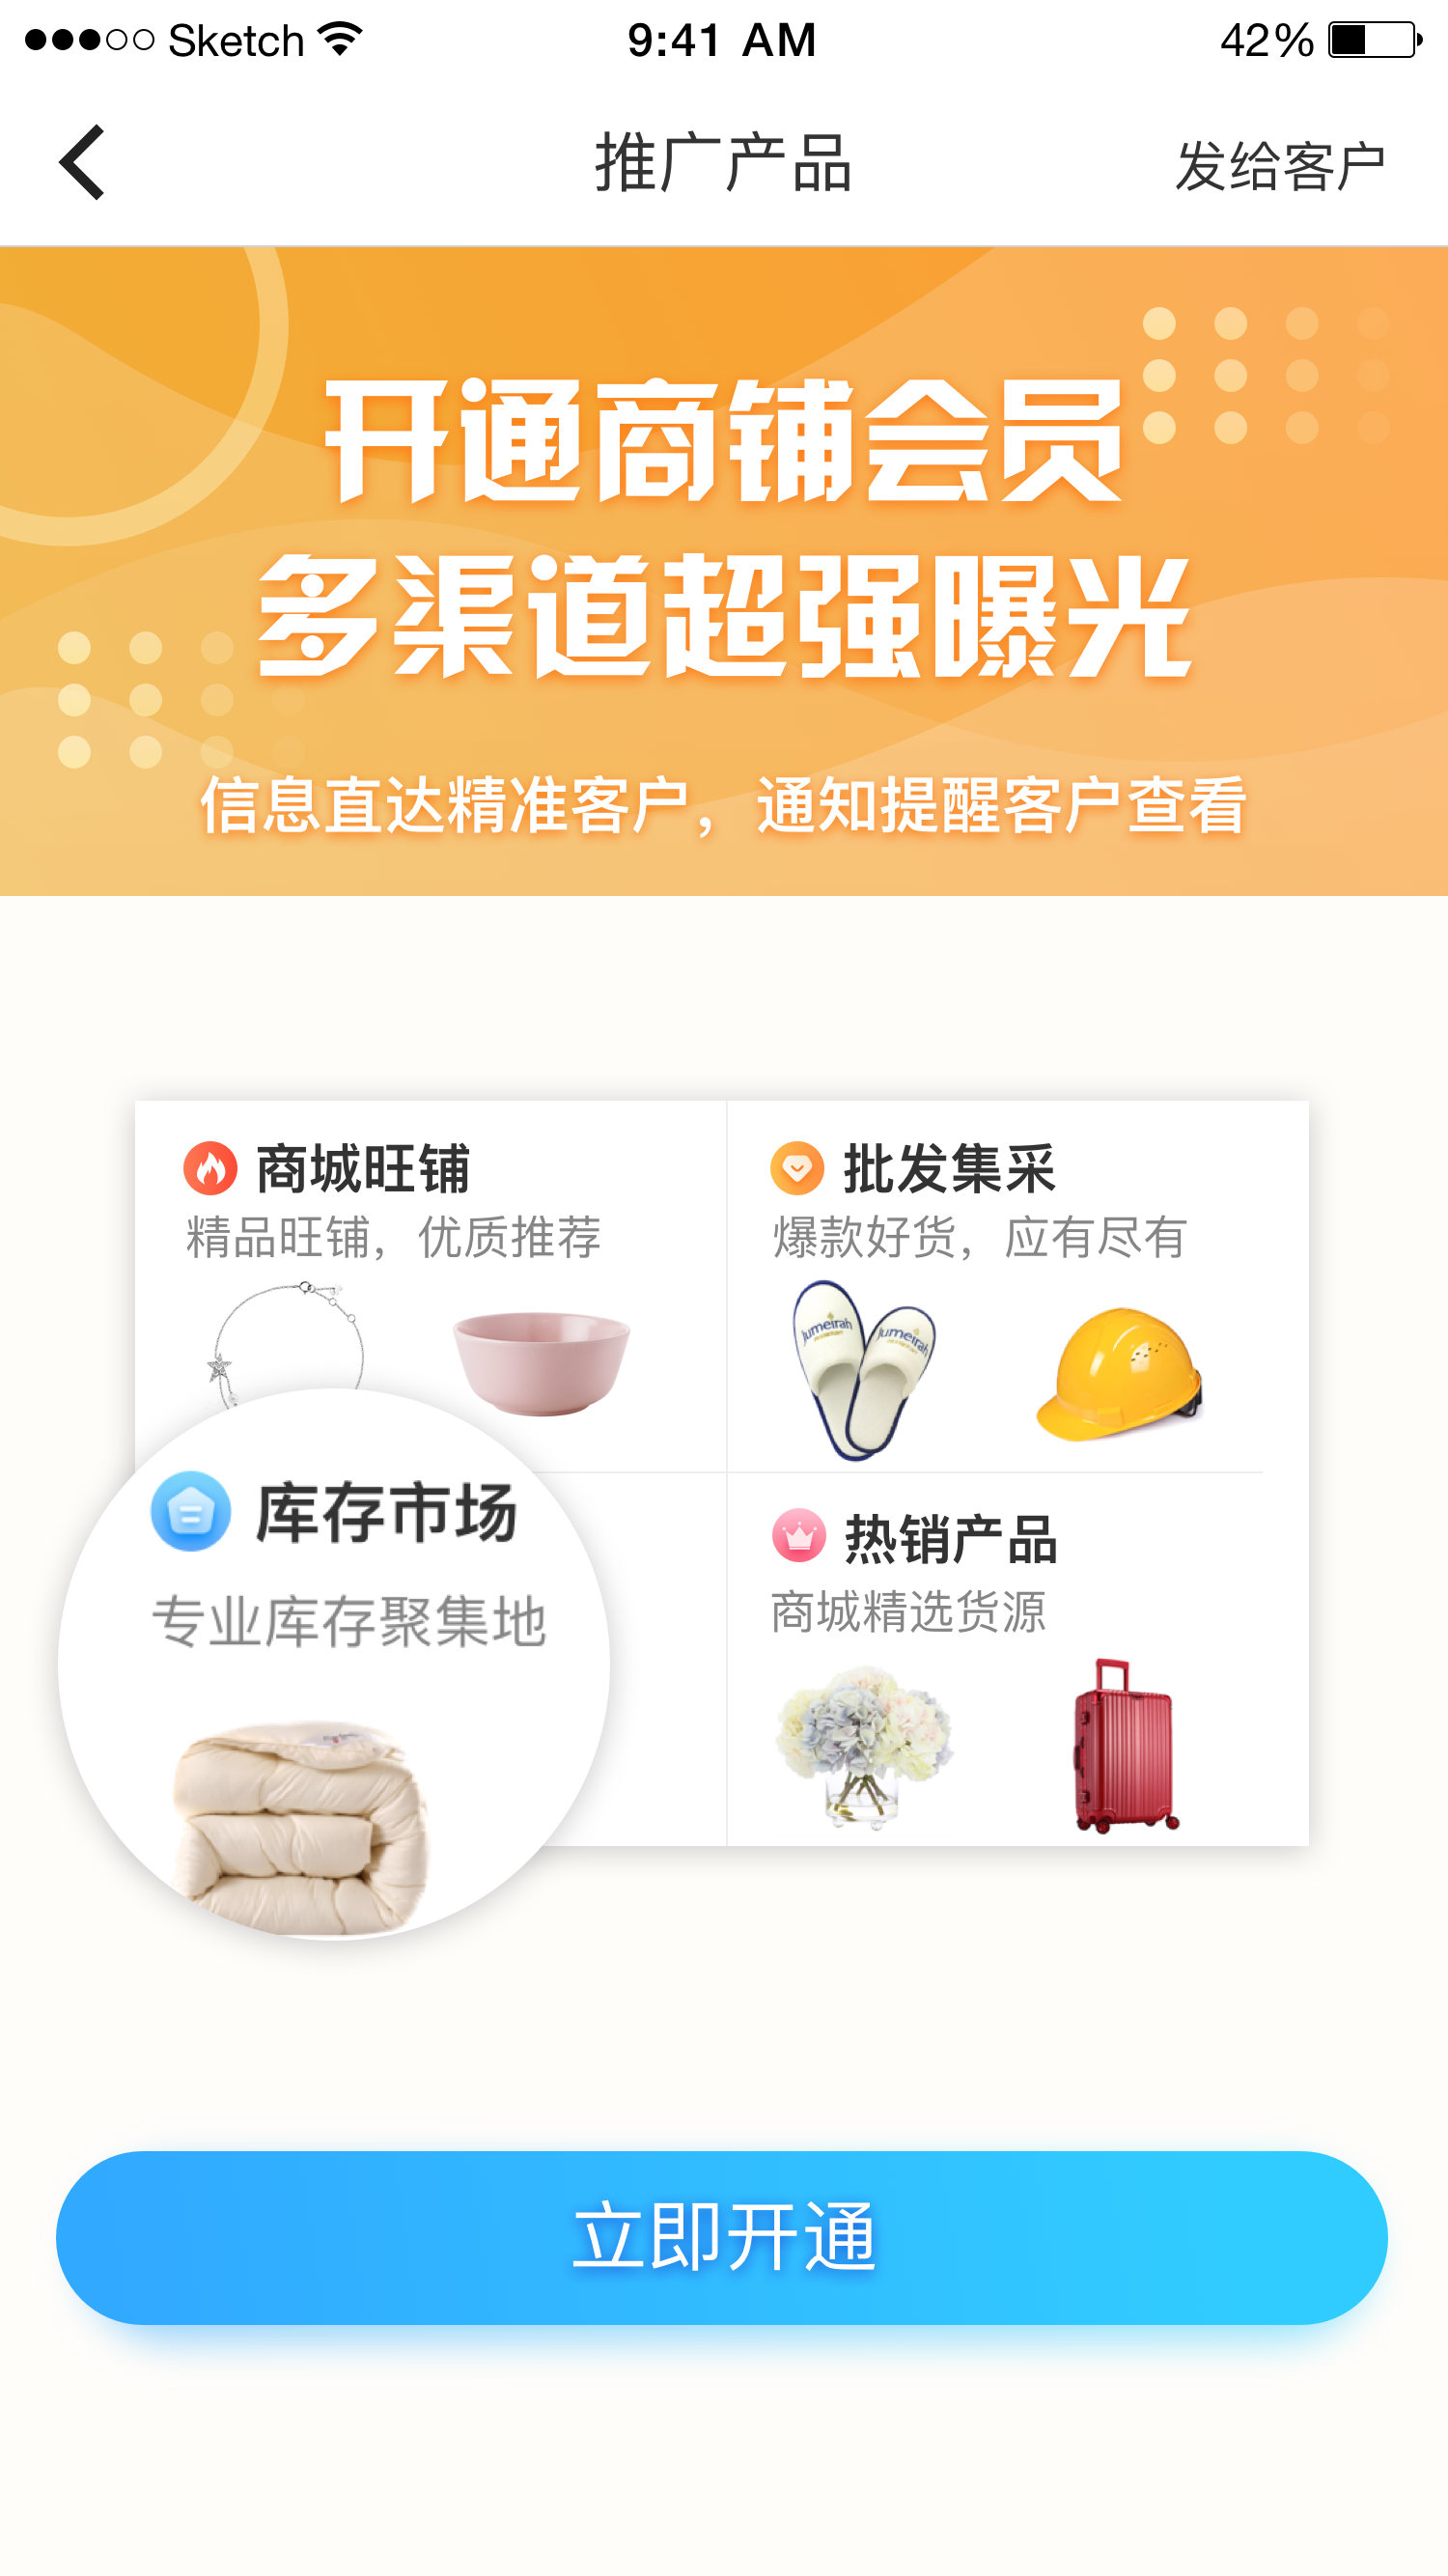 Sketch 9:41 AM 42%
推广产品 发给客户
开通商铺会员
多渠道超强曝光
信息直达精准客户，通知提醒客户查看
商城旺铺
精品旺铺，优质推荐
批发集采
爆款好货，应有尽有
Jumeirah Jumeirah
库存市场
专业库存聚集地
热销产品
商城精选货源
立即开通